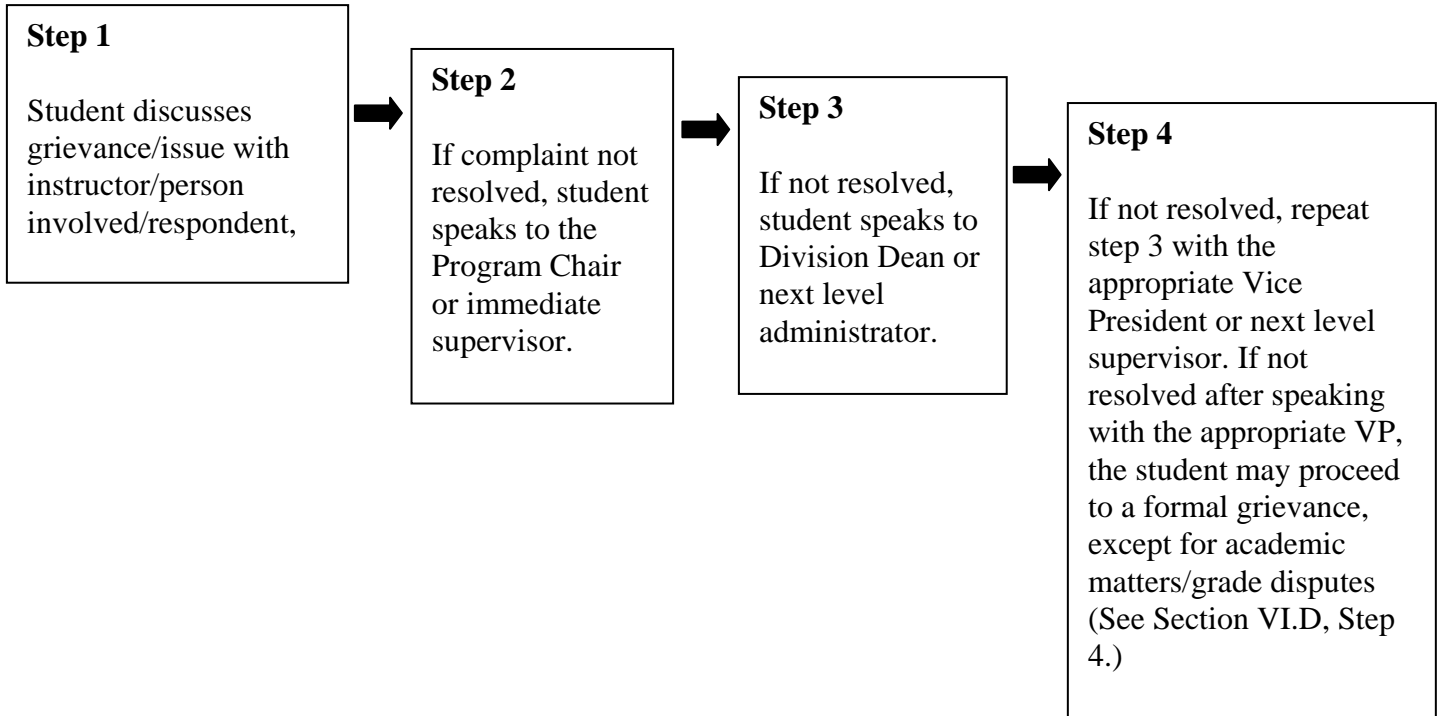 Step 1
Student discusses
grievance/issue with
instructor/person
involved/respondent,
Step 2
If complaint not
resolved, student
speaks to the
Program Chair
or immediate
supervisor.
Step 3
If not resolved,
student speaks to
Division Dean or
next level
administrator.
Step 4
If not resolved, repeat
step 3 with the
appropriate Vice
President or next level
supervisor. If not
resolved after speaking
with the appropriate VP,
the student may proceed
to a formal grievance,
except for academic
matters/grade disputes
(See Section VI.D, Step
4.)